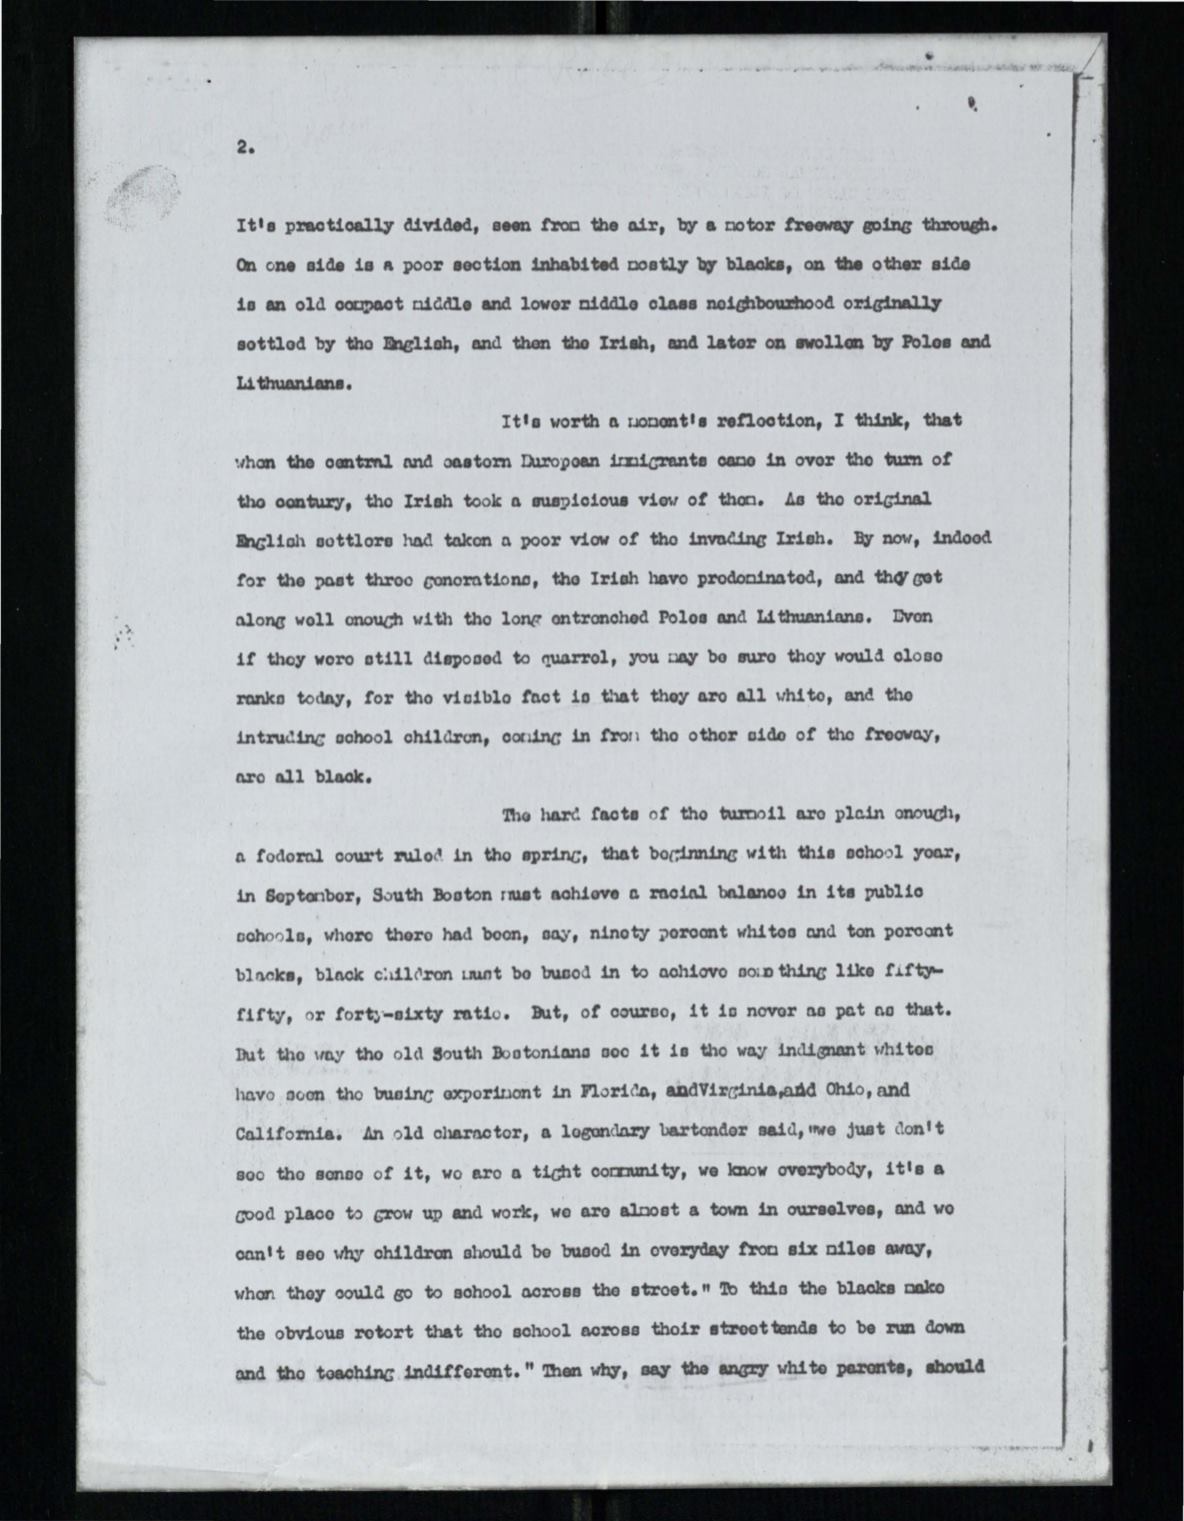 2.
It's practically divided, seen from the air, by a motor freeway going through.
On one side is a poor section inhabited mostly by blacks, on the other side
is an old compact middle and lower middle class neighbourhood originally
settled by the English, and then the Irish, and later on swollen by Poles and
Lithuanians.
It's worth a moment's reflection, I think, that
when the central and eastern European immigrants came in over the turn of
the century, the Irish took a suspicious view of them. As the original
English settlers had taken a poor view of the invading Irish. By now, indeed
for the past three generations, the Irish have predominated, and they get
along well enough with the long entrenched Poles and Lithuanians. Even
if they were still disposed to quarrel, you may be sure they would close
ranks today, for the visible fact is that they are all white, and the
intruding school children, coming in from the other side of the freeway,
are all black.
The hard facts of the turmoil are plain enough,
a federal court ruled in the spring, that beginning with this school year,
in September, South Boston must achieve a racial balance in its public
schools, where there had been, say, ninety percent whites and ten percent
blacks, black children must be bused in to achieve something like fifty-
fifty, or forty-sixty ratio. But, of course, it is never as pat as that.
But the way the old South Bostonians see it is the way indignant whites
have seen the busing experiment in Florida, andVirginia,and Ohio, and
California. An old character, a legendary bartender said,"we just don't
see the sense of it, we are a tight community, we know everybody, it's a
good place to grow up and work, we are almost a town in ourselves, and we
can't see why children should be bused in everyday from six miles away,
when they could go to school across the street." To this the blacks make
the obvious retort that the school across their streettends to be run down
and the teaching indifferent." Then why, say the angry white parents, should